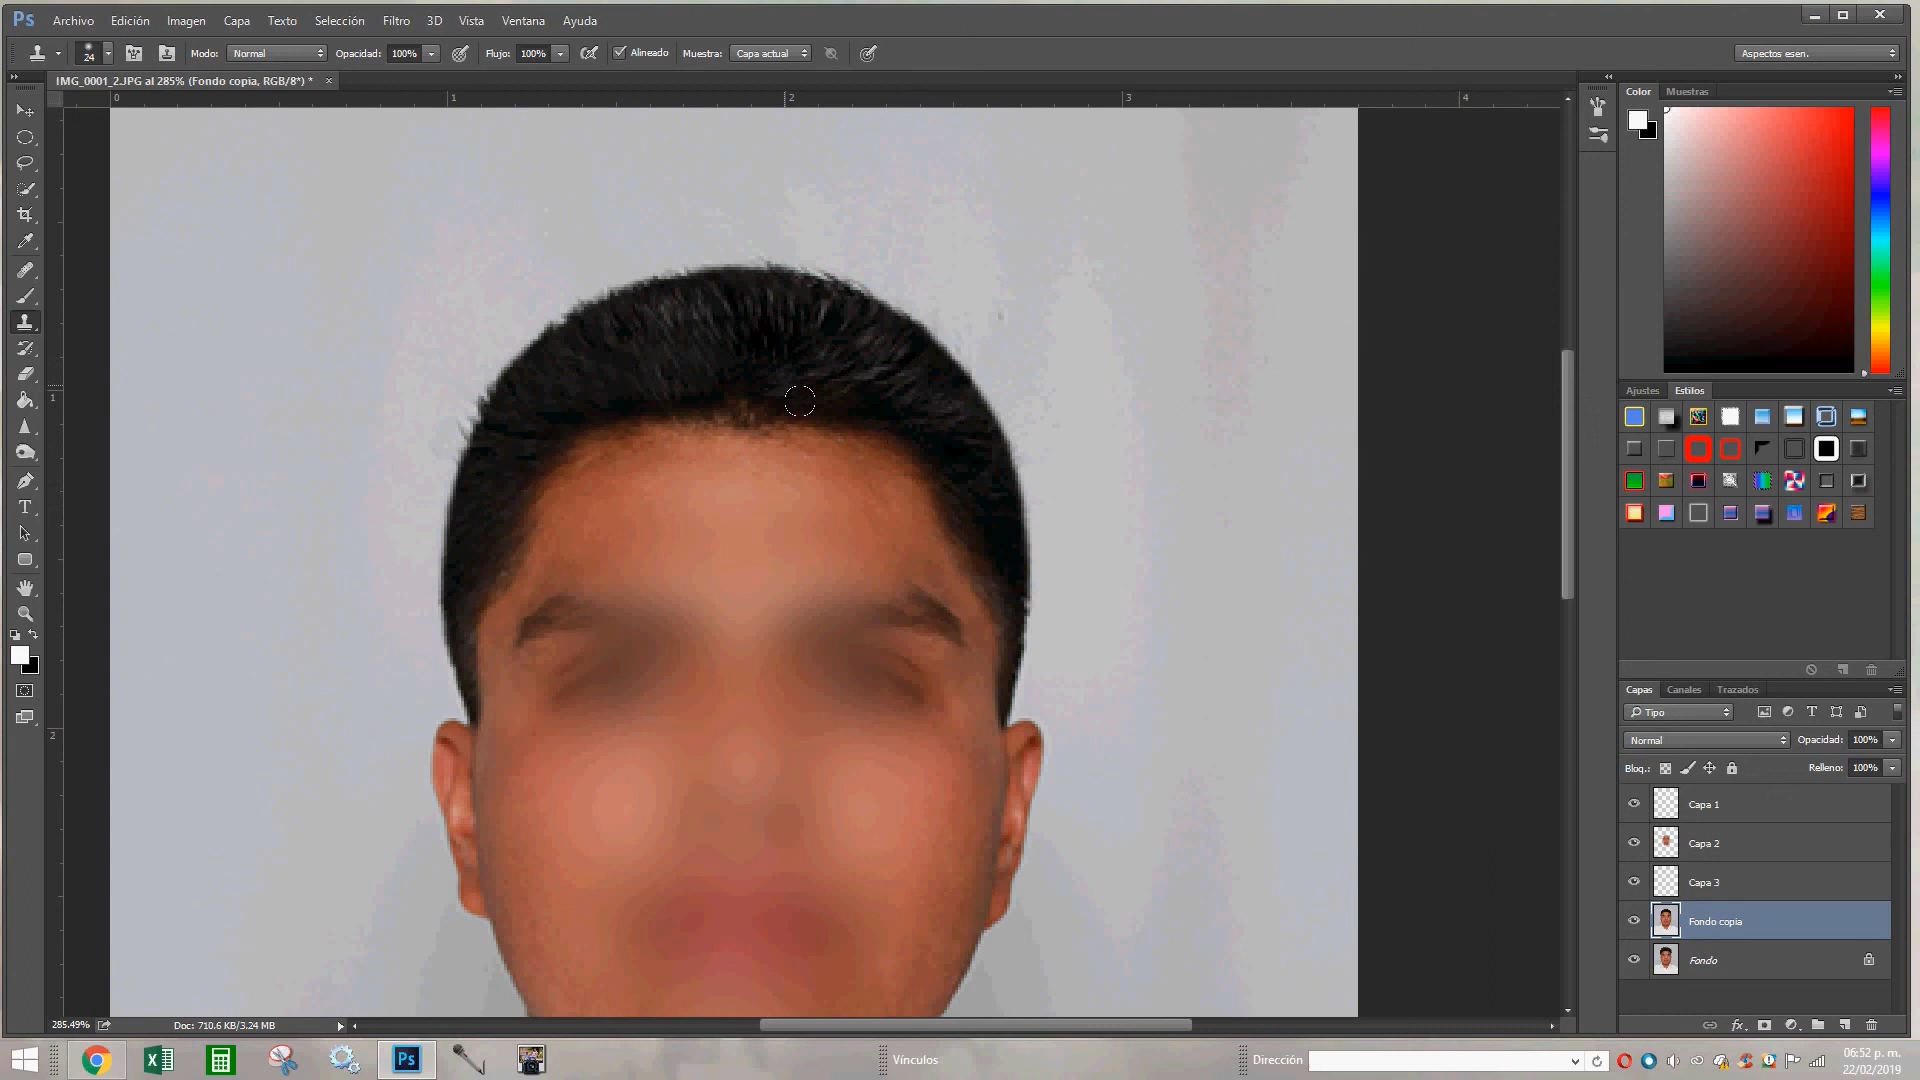 Ps Archivo Edición Imagen Capa Texto Selección Filtro 3D Vista Ventana Ayuda
24 Modo: Normal Opacidad: 100% Flujo: 100% Alineado Muestra: Capa actual Aspectos esen.
IMG_0001_2.JPG al 285% (Fondo copia, RGB/8*) * ×
0 1 2 3 4
1
2
Color Muestras
Ajustes Estilos
Capas Canales Trazados
Tipo
Normal Opacidad: 100%
Bloq.: Relleno: 100%
Capa 1
Capa 2
Capa 3
Fondo copia
Fondo
fx
285.49% Doc: 710.6 KB/3.24 MB
Ps Vínculos Dirección
06:52 p. m.
22/02/2019